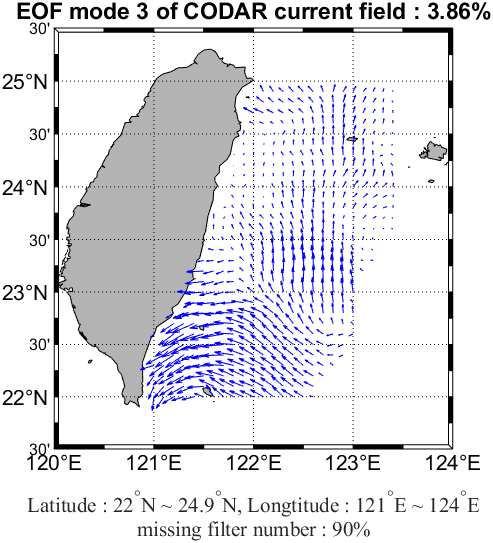 EOF mode 3 of CODAR current field : 3.86%
30'
25°N
30'
24°N
30'
23°N
30'
22°N
30'
120°E 121°E 122°E 123°E 124°E
Latitude : 22°N ~ 24.9°N, Longtitude : 121°E ~ 124°E
missing filter number : 90%